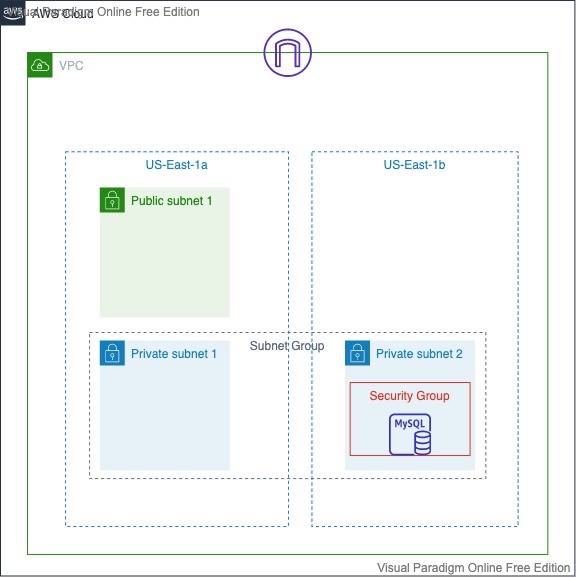 aws
Visual Paradigm Online Free Edition
AWS Cloud
VPC
US-East-1a
US-East-1b
Public subnet 1
Subnet Group
Private subnet 1
Private subnet 2
Security Group
MySQL
Visual Paradigm Online Free Edition